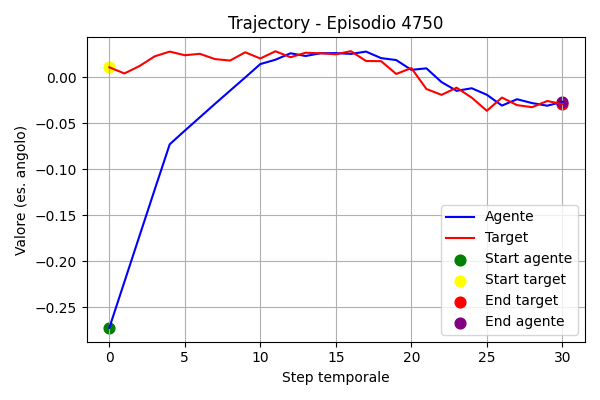 Trajectory - Episodio 4750
Valore (es. angolo)
0.00
−0.05
−0.10
−0.15
−0.20
−0.25
Agente
Target
Start agente
Start target
End target
End agente
0 5 10 15 20 25 30
Step temporale